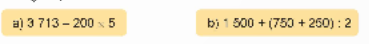 a) 3 713 – 200 × 5
b) 1 500 + (750 + 250) : 2